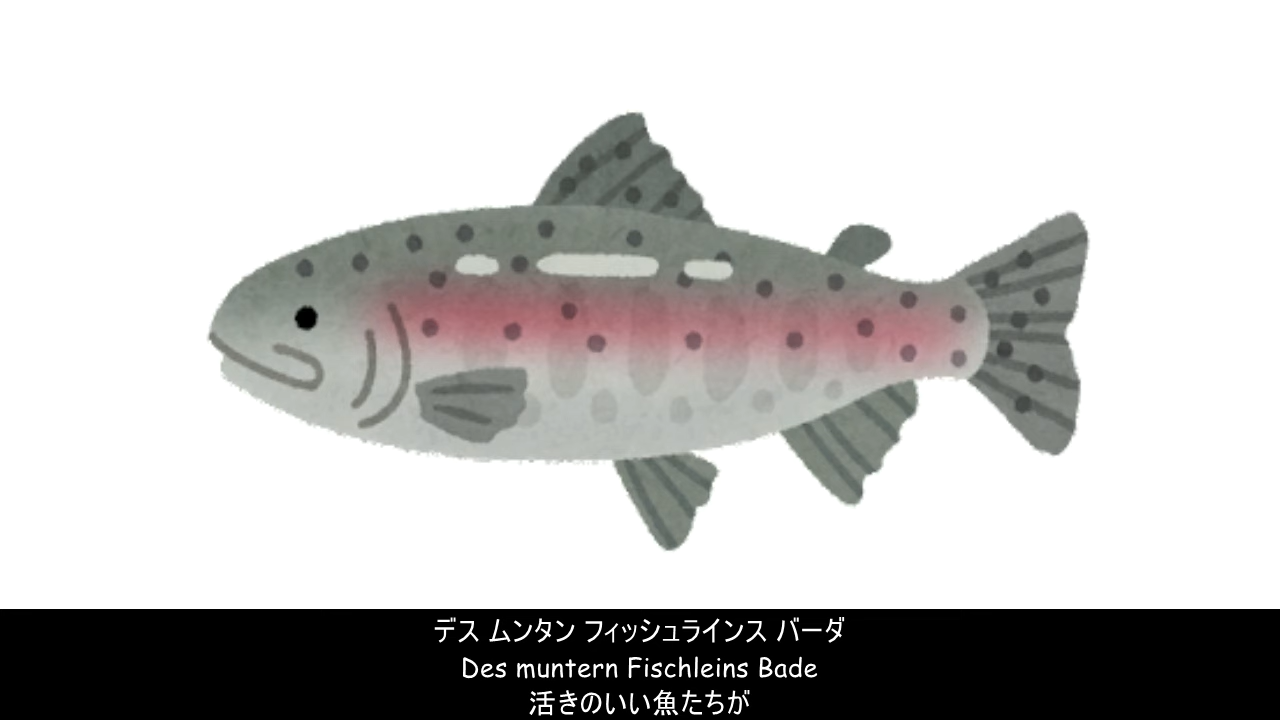 デス ムンタン フィッシュラインス バーダ
Des muntern Fischleins Bade
活きのいい魚たちが